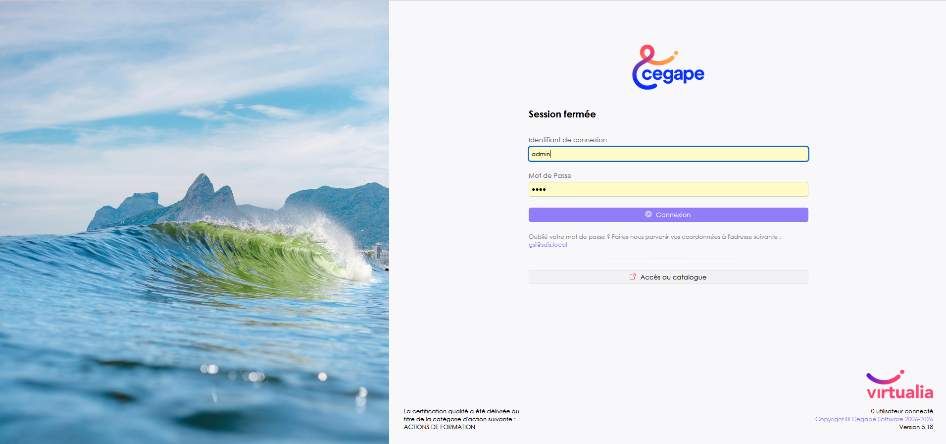 cegape
Session fermée
Identifiant de connexion
admin
Mot de Passe
••••
Connexion
Oublié votre mot de passe ? Faites-nous parvenir vos coordonnées à l'adresse suivante :
Accès au catalogue
virtualia
La certification qualité a été délivrée au
titre de la catégorie d'action suivante :
ACTIONS DE FORMATION
0 utilisateur connecté
Copyright © Cegape Software 2006-2026
Version 5.18